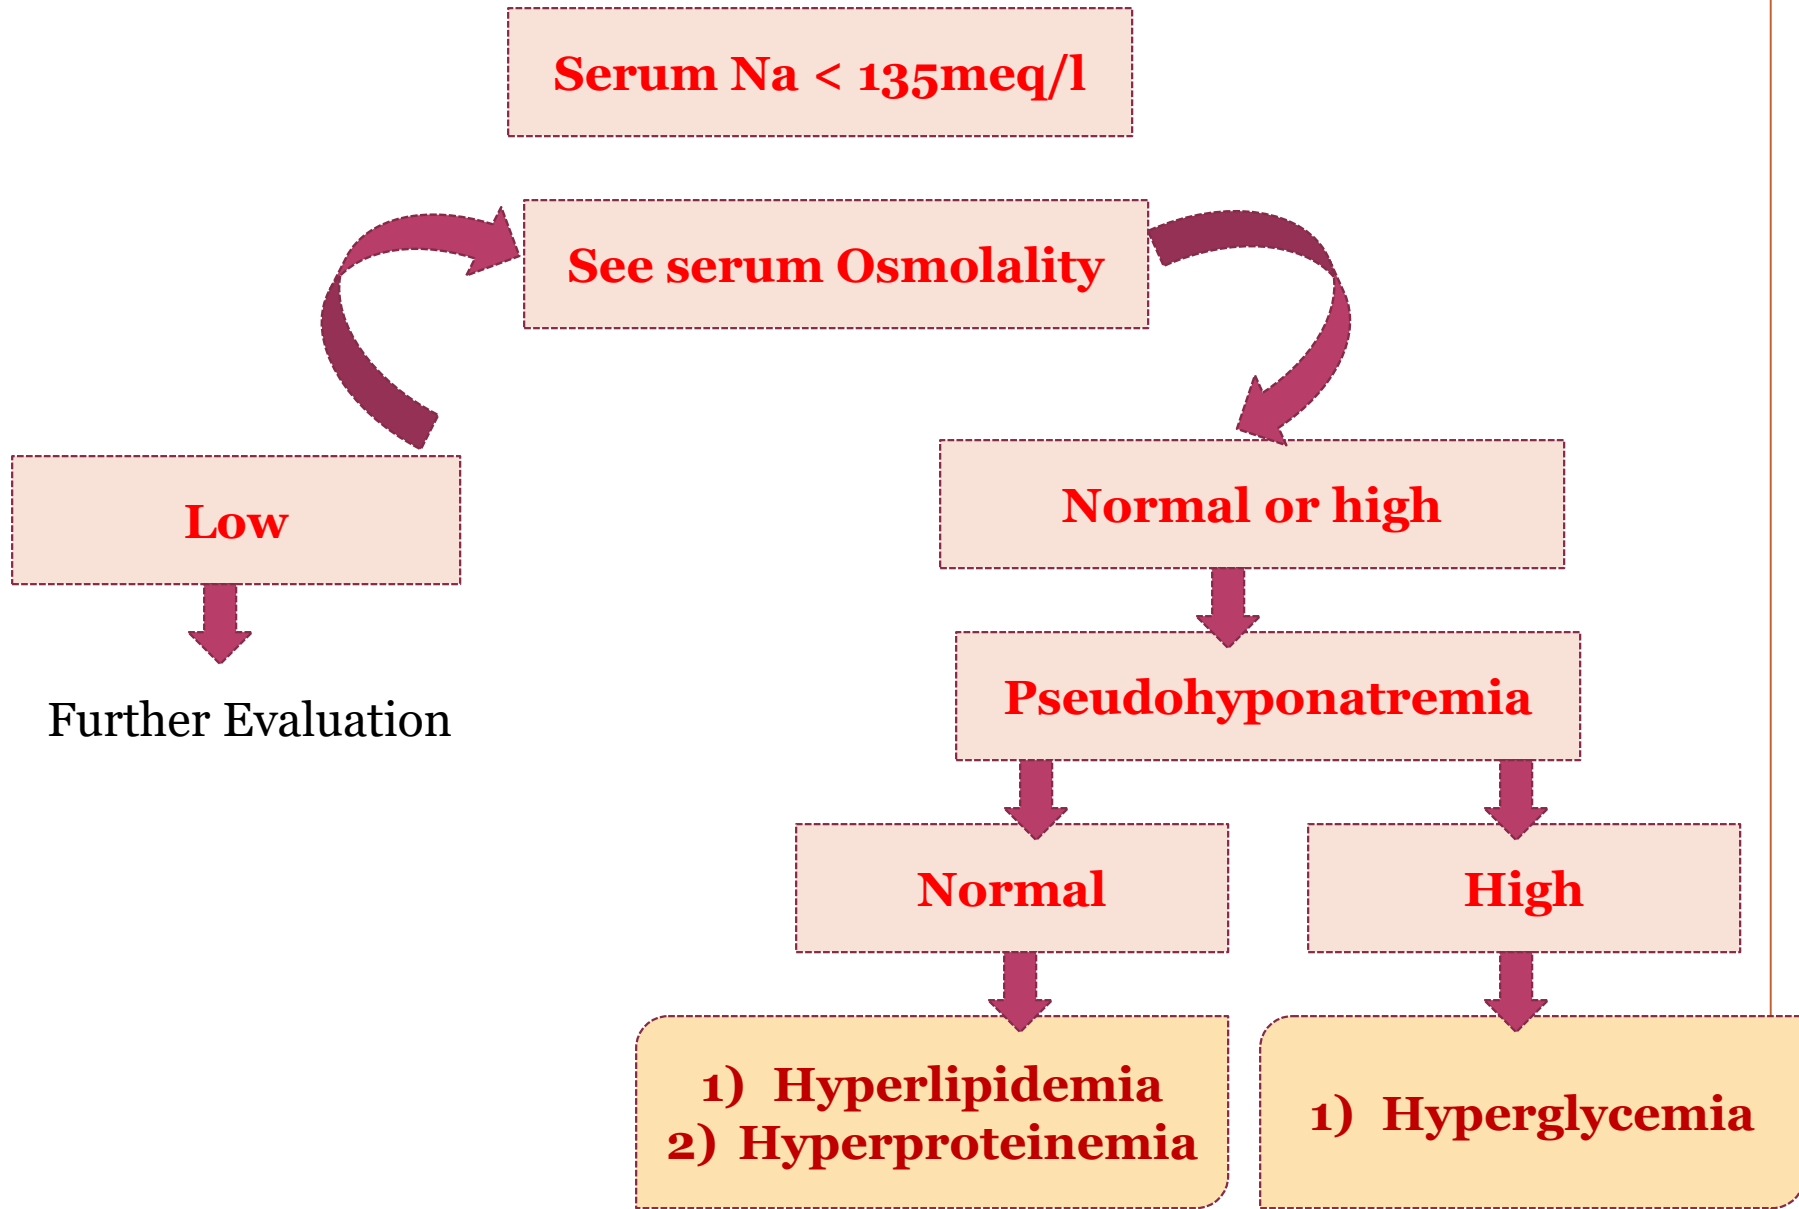 Serum Na < 135meq/l
See serum Osmolality
Low
Normal or high
Further Evaluation
Pseudohyponatremia
Normal
High
1) Hyperlipidemia
2) Hyperproteinemia
1) Hyperglycemia